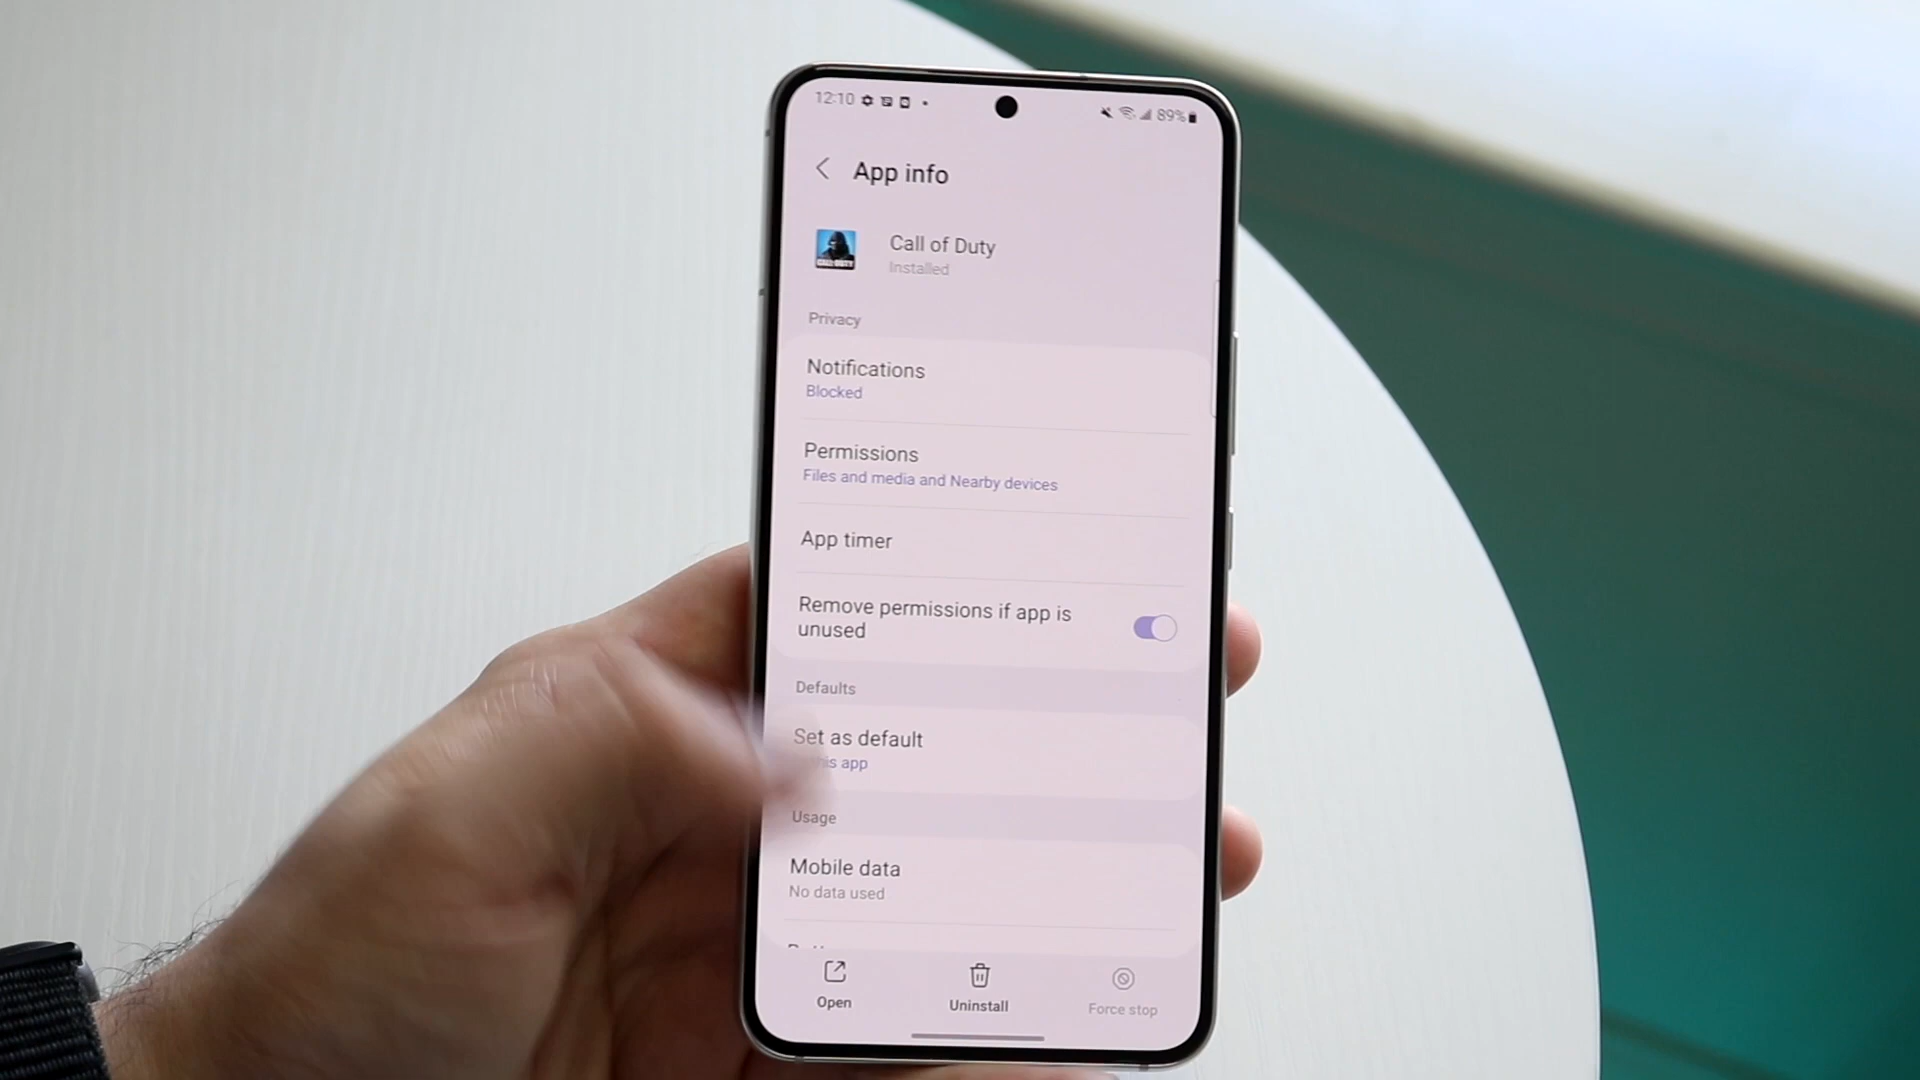 12:10
89%
App info
Call of Duty
Installed
Privacy
Notifications
Blocked
Permissions
Files and media and Nearby devices
App timer
Remove permissions if app is
unused
Defaults
Set as default
this app
Usage
Mobile data
No data used
Open
Uninstall
Force stop